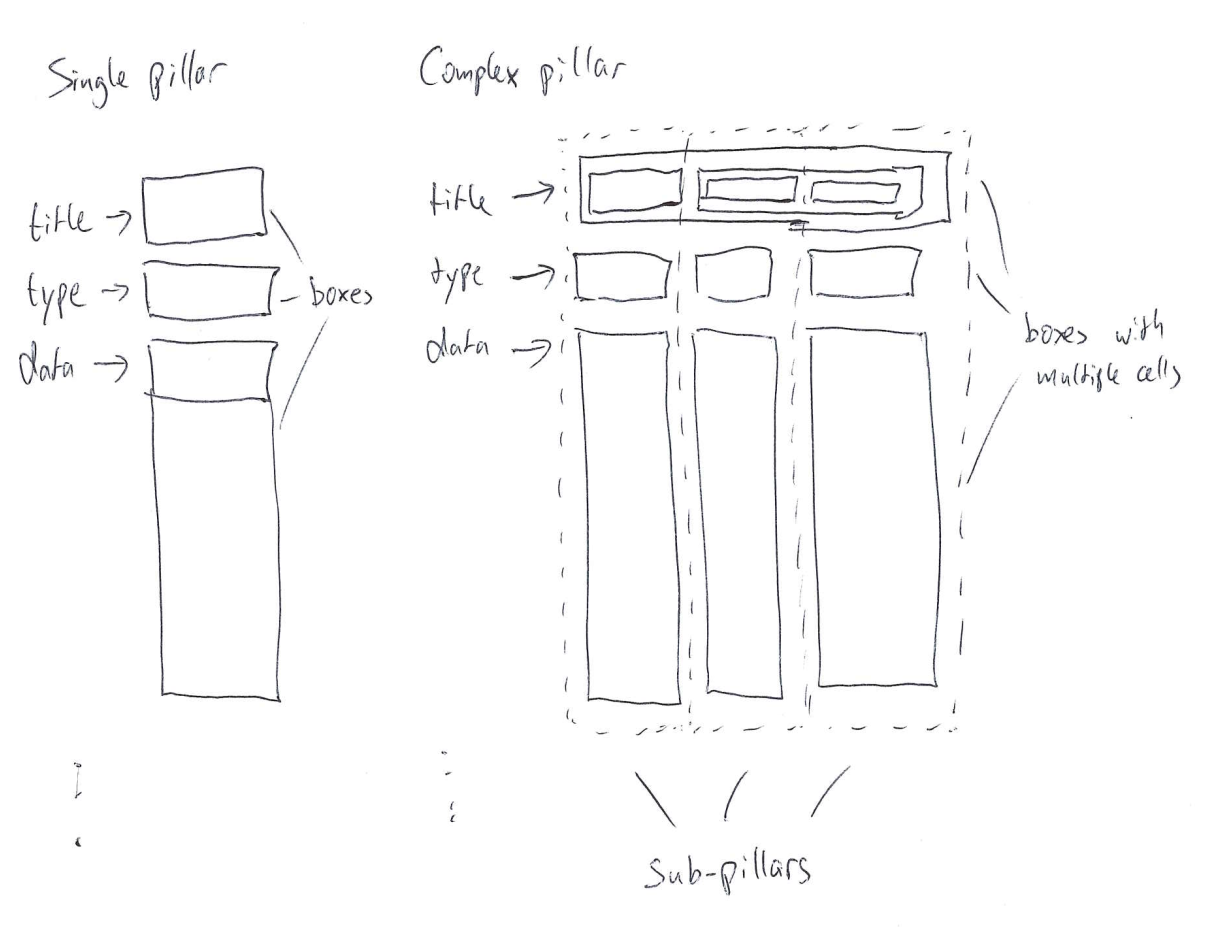 Single pillar
Complex pillar
title →
type →
data →
boxes
title →
type →
data →
boxes with
multiple cells
Sub-pillars